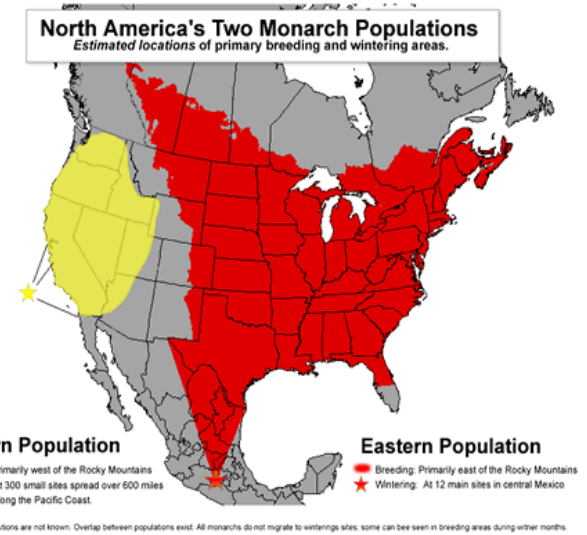 North America's Two Monarch Populations
Estimated locations of primary breeding and wintering areas.
n Population
rimarily west of the Rocky Mountains
t 300 small sites spread over 600 miles
ong the Pacific Coast.
Eastern Population
Breeding: Primarily east of the Rocky Mountains
Wintering: At 12 main sites in central Mexico
tions are not known. Overlap between populations exist. All monarchs do not migrate to winterings sites; some can bee seen in breeding areas during witner months.